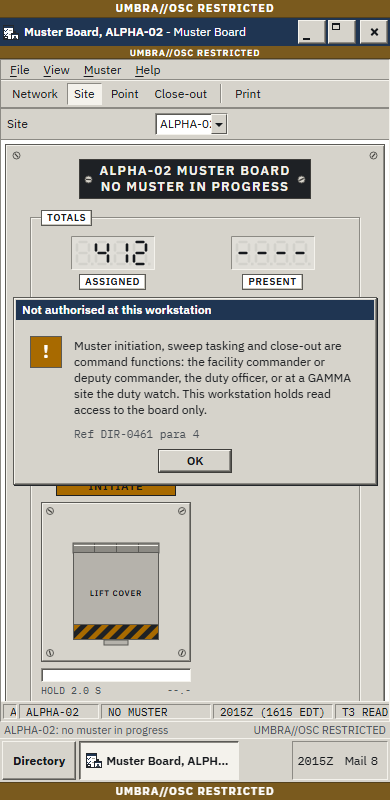 UMBRA//OSC RESTRICTED
Muster Board, ALPHA-02 - Muster Board
UMBRA//OSC RESTRICTED
File View Muster Help
Network Site Point Close-out Print
Site ALPHA-02
ALPHA-02 MUSTER BOARD
NO MUSTER IN PROGRESS
TOTALS
412 ----
ASSIGNED PRESENT
Not authorised at this workstation
!
Muster initiation, sweep tasking and close-out are
command functions: the facility commander or
deputy commander, the duty officer, or at a GAMMA
site the duty watch. This workstation holds read
access to the board only.
Ref DIR-0461 para 4
OK
INITIATE
LIFT COVER
HOLD 2.0 S --.-
A ALPHA-02 NO MUSTER 2015Z (1615 EDT) T3 READ
ALPHA-02: no muster in progress UMBRA//OSC RESTRICTED
Directory Muster Board, ALPH... 2015Z Mail 8
UMBRA//OSC RESTRICTED